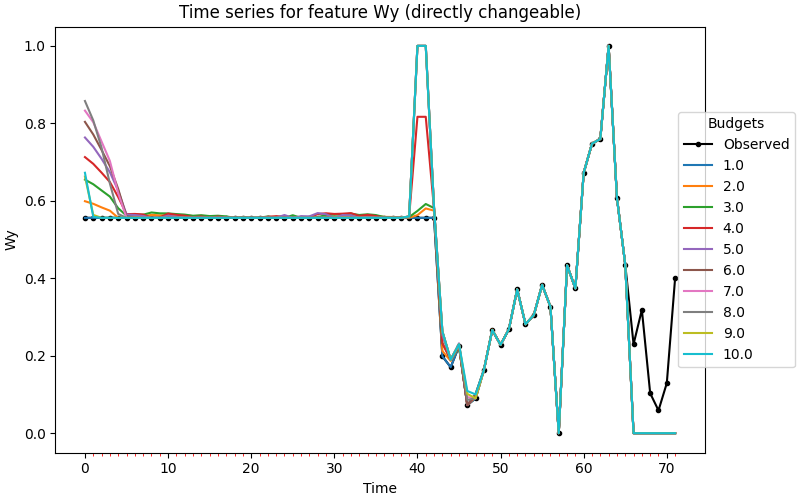 Time series for feature Wy (directly changeable)
1.0
0.8
0.6
0.4
0.2
0.0
Wy
0 10 20 30 40 50 60 70
Time
Budgets
Observed
1.0
2.0
3.0
4.0
5.0
6.0
7.0
8.0
9.0
10.0